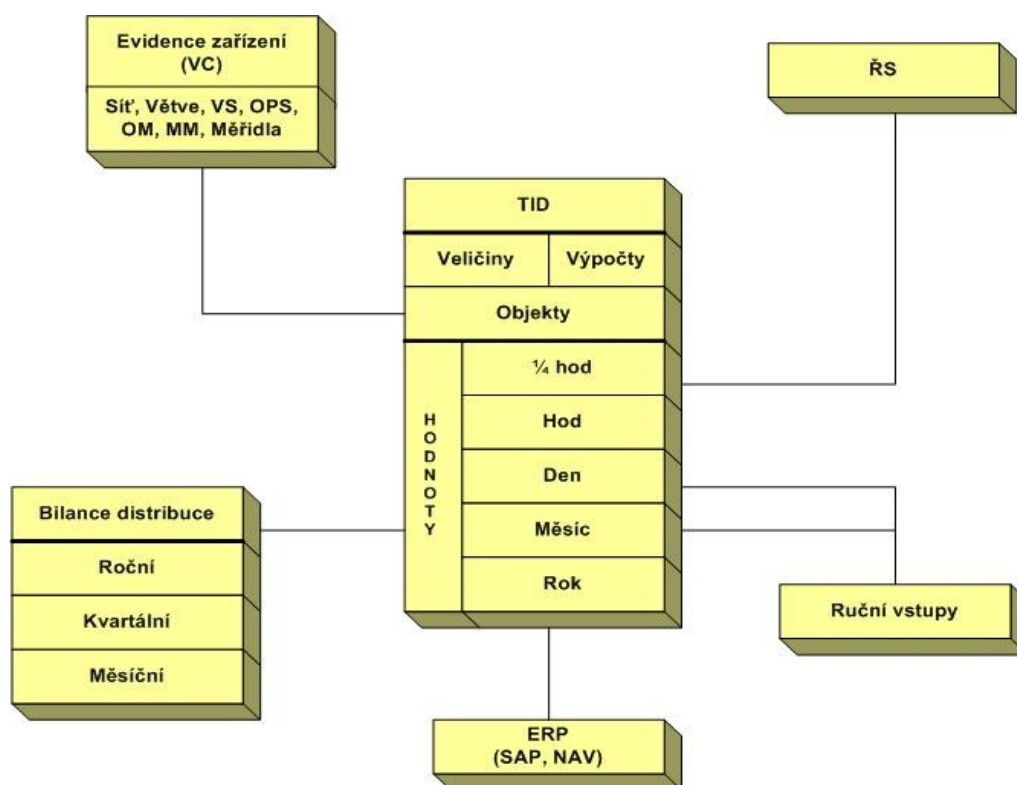 Evidence zařízení
(VC)
Síť, Větve, VS, OPS,
OM, MM, Měřidla
ŘS
TID
Veličiny
Výpočty
Objekty
HODNOTY
¼ hod
Hod
Den
Měsíc
Rok
Bilance distribuce
Roční
Kvartální
Měsíční
Ruční vstupy
ERP
(SAP, NAV)